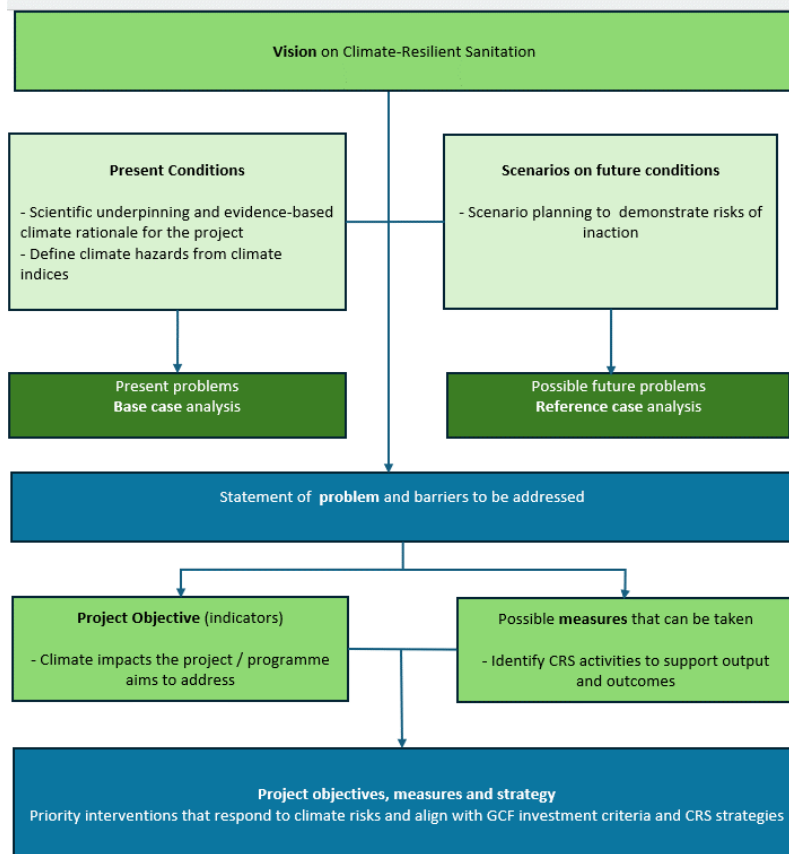 Vision on Climate-Resilient Sanitation
Present Conditions
- Scientific underpinning and evidence-based
climate rationale for the project
- Define climate hazards from climate
indices
Scenarios on future conditions
- Scenario planning to demonstrate risks of
inaction
Present problems
Base case analysis
Possible future problems
Reference case analysis
Statement of problem and barriers to be addressed
Project Objective (indicators)
- Climate impacts the project / programme
aims to address
Possible measures that can be taken
- Identify CRS activities to support output
and outcomes
Project objectives, measures and strategy
Priority interventions that respond to climate risks and align with GCF investment criteria and CRS strategies